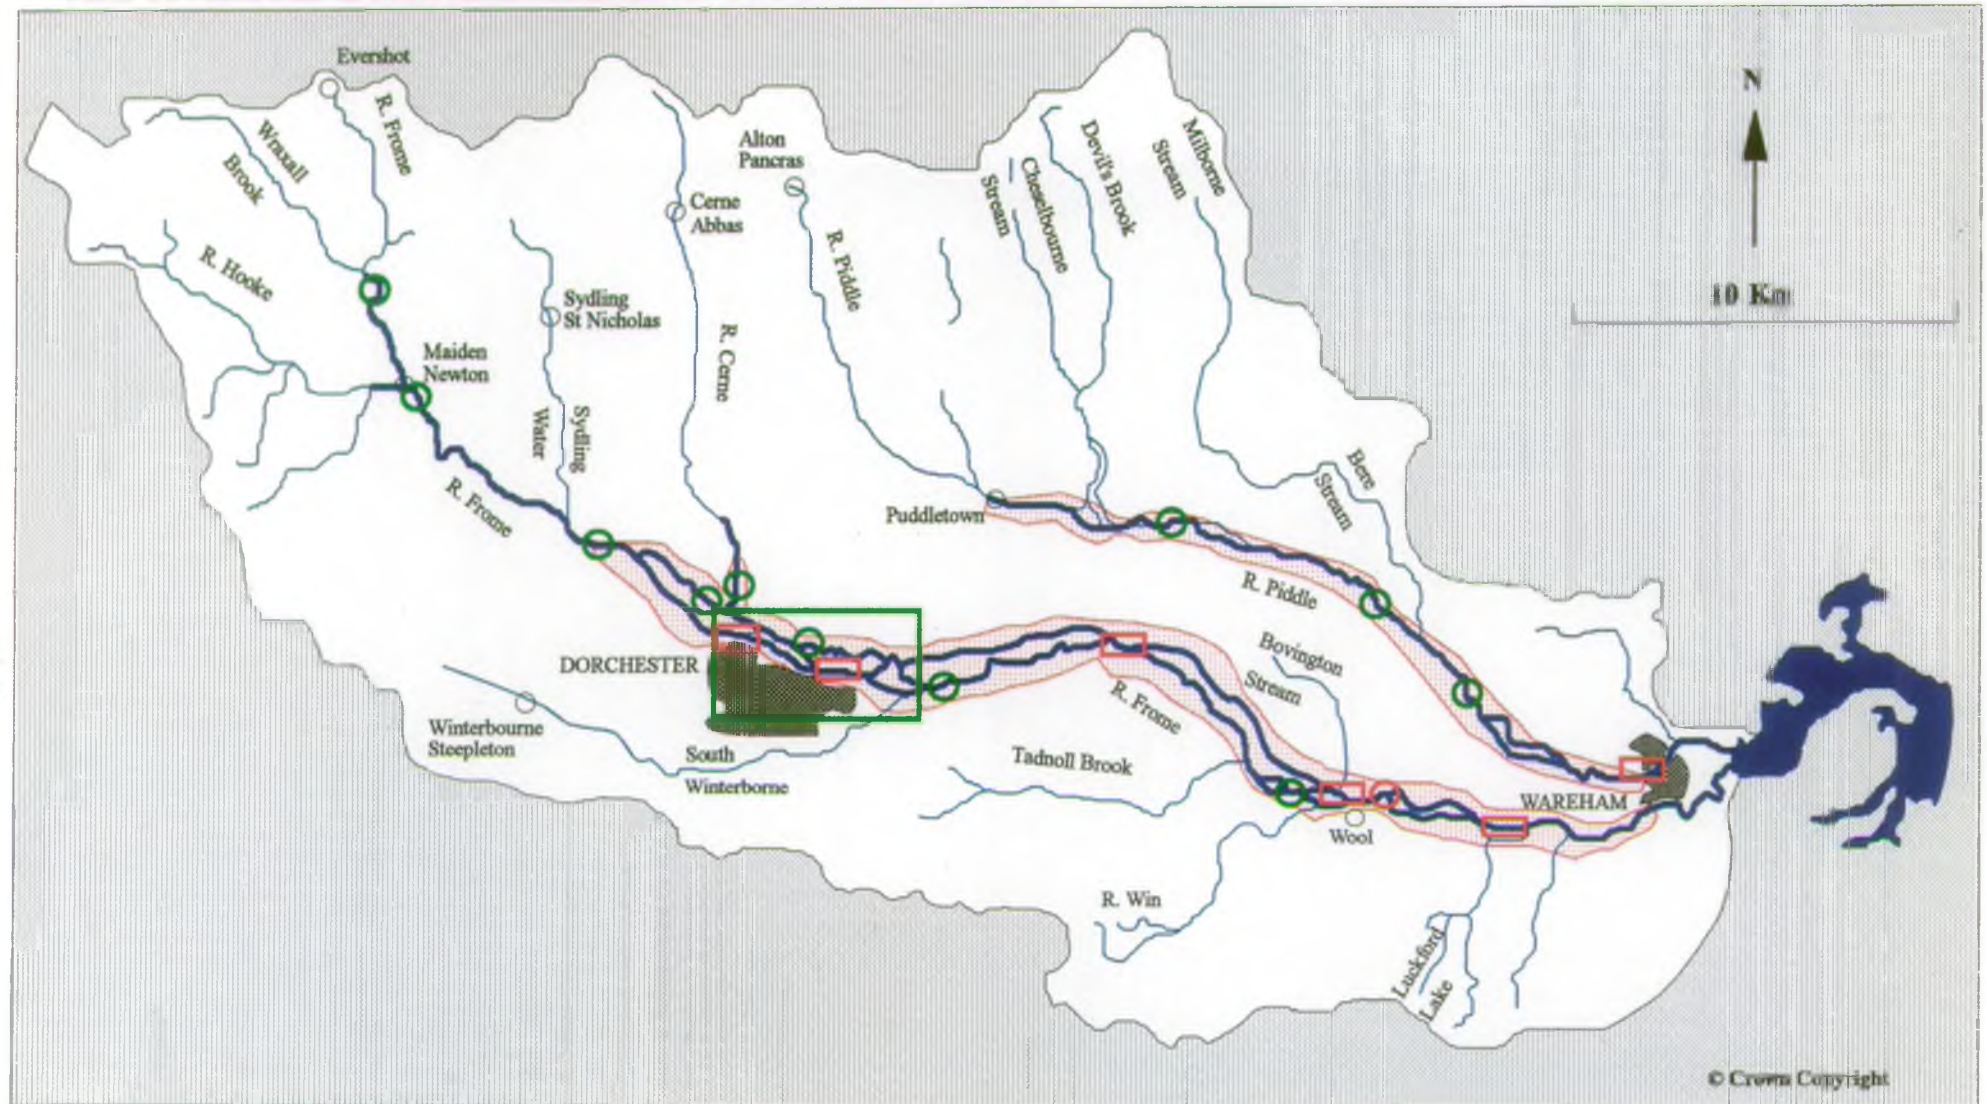 Evershot
R. Frome
Wraxall
Brook
R. Hooke
Maiden
Newton
R. Frome
Sydling
St Nicholas
Sydling
Water
Cerne
Abbas
R. Cerne
Alton
Pancras
R. Piddle
Cheselbourne
Stream
Devil's Brook
Milborne
Stream
N
10 Km
Bere
Stream
Puddletown
R. Piddle
DORCHESTER
Bovington
Stream
R. Frome
Winterbourne
Steepleton
South
Winterborne
Tadnoll Brook
WAREHAM
Wool
R. Win
Luckford
Lake
© Crown Copyright